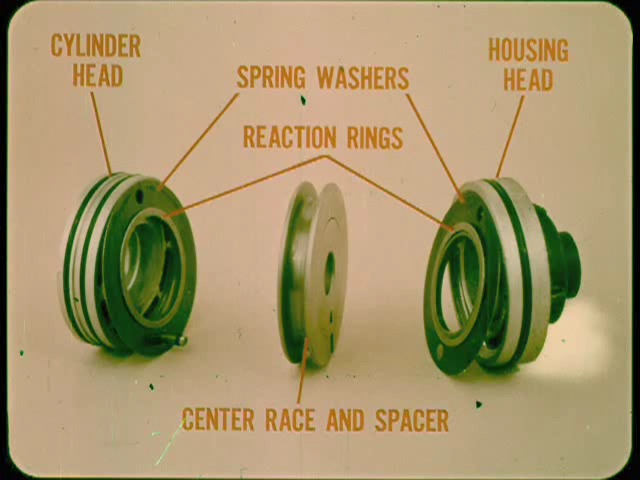 CYLINDER
HEAD
SPRING WASHERS
HOUSING
HEAD
REACTION RINGS
CENTER RACE AND SPACER